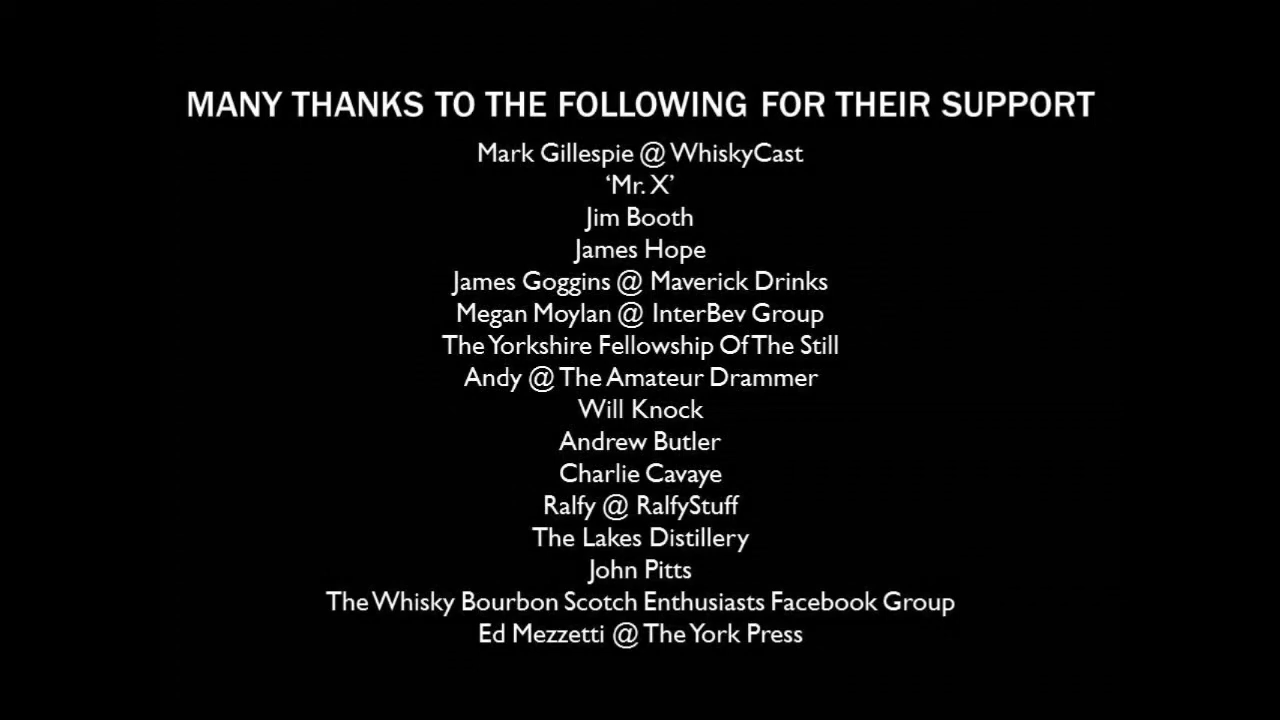 MANY THANKS TO THE FOLLOWING FOR THEIR SUPPORT
Mark Gillespie @ WhiskyCast
‘Mr. X’
Jim Booth
James Hope
James Goggins @ Maverick Drinks
Megan Moylan @ InterBev Group
The Yorkshire Fellowship Of The Still
Andy @ The Amateur Drammer
Will Knock
Andrew Butler
Charlie Cavaye
Ralfy @ RalfyStuff
The Lakes Distillery
John Pitts
The Whisky Bourbon Scotch Enthusiasts Facebook Group
Ed Mezzetti @ The York Press